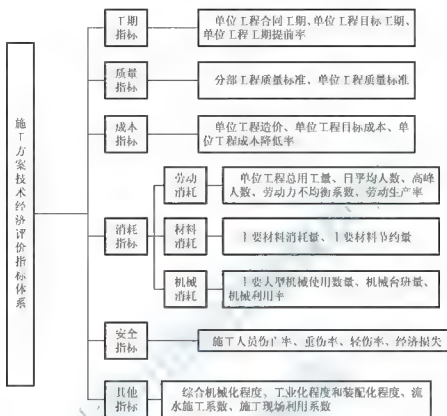 施工方案技术经济评价指标体系
工期
指标
单位工程合同工期、单位工程目标工期、
单位工程工期提前率
质量
指标
分部工程质量标准、单位工程质量标准
成本
指标
单位工程造价、单位工程目标成本、单
位工程成本降低率
消耗
指标
劳动
消耗
单位工程总用工量、日平均人数、高峰
人数、劳动力不均衡系数、劳动生产率
材料
消耗
主要材料消耗量、主要材料节约量
机械
消耗
主要大型机械使用数量、机械台班量、
机械利用率
安全
指标
施工人员伤亡率、重伤率、轻伤率、经济损失
其他
指标
综合机械化程度、工业化程度和装配化程度、流
水施工系数、施工现场利用系数